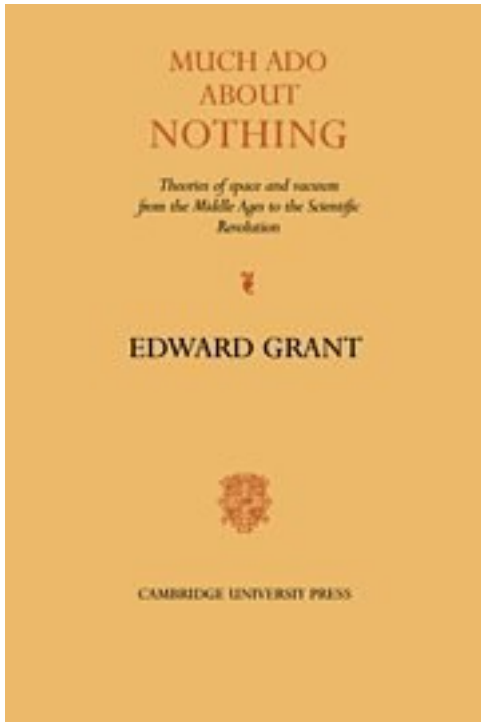 MUCH ADO
ABOUT
NOTHING
Theories of space and vacuum
from the Middle Ages to the Scientific
Revolution
EDWARD GRANT
CAMBRIDGE UNIVERSIT PRESS